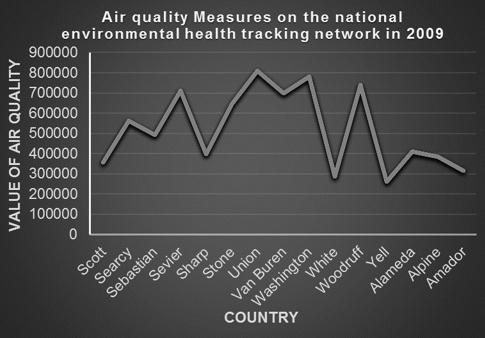 Air quality Measures on the national
environmental health tracking network in 2009
VALUE OF AIR QUALITY
900000
800000
700000
600000
500000
400000
300000
200000
100000
0
Scott
Searcy
Sebastian
Sevier
Sharp
Stone
Union
Van Buren
Washington
White
Woodruff
Yell
Alameda
Alpine
Amador
COUNTRY